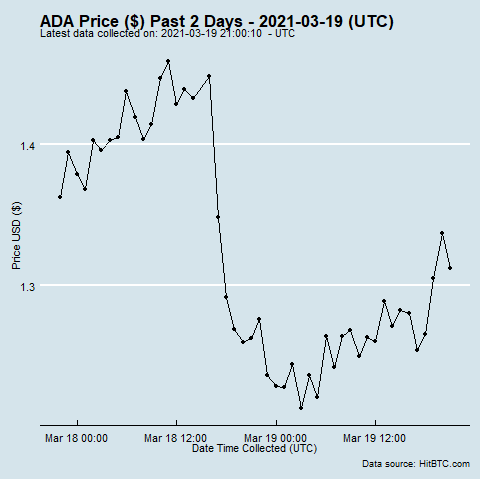 ADA Price ($) Past 2 Days - 2021-03-19 (UTC)
Latest data collected on: 2021-03-19 21:00:10 - UTC
1.4
Price USD ($)
1.3
Mar 18 00:00 Mar 18 12:00 Mar 19 00:00 Mar 19 12:00
Date Time Collected (UTC)
Data source: HitBTC.com